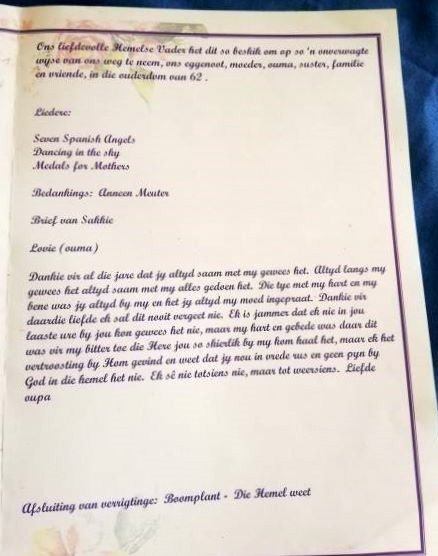 Ons liefdevolle Hemelse Vader het dit so beskik om op so 'n onverwagte
wyse van ons weg te neem, ons eggenoot, moeder, ouma, suster, familie
en vriende, in die ouderdom van 62 .
Liedere:
Seven Spanish Angels
Dancing in the sky
Medals for Mothers
Bedankings: Anneen Meuter
Brief van Sakkie
Lovie (ouma)
Dankie vir al die jare dat jy altyd saam met my gewees het. Altyd langs my
gewees het altyd saam met my alles gedoen het. Die tye met my hart en my
bene was jy altyd by my en het jy altyd my moed ingepraat. Dankie vir
daardie liefde ek sal dit nooit vergeet nie. Ek is jammer dat ek nie in jou
laaste ure by jou kon gewees het nie, maar my hart en gebede was daar dit
was vir my bitter toe die Here jou so skierlik by my kom haal het, maar ek het
vertroosting by Hom gevind en weet dat jy nou in vrede rus en geen pyn by
God in die hemel het nie. Ek sê nie totsiens nie, maar tot weersiens. Liefde
oupa
Afsluiting van verrigtinge: Boomplant - Die Hemel weet